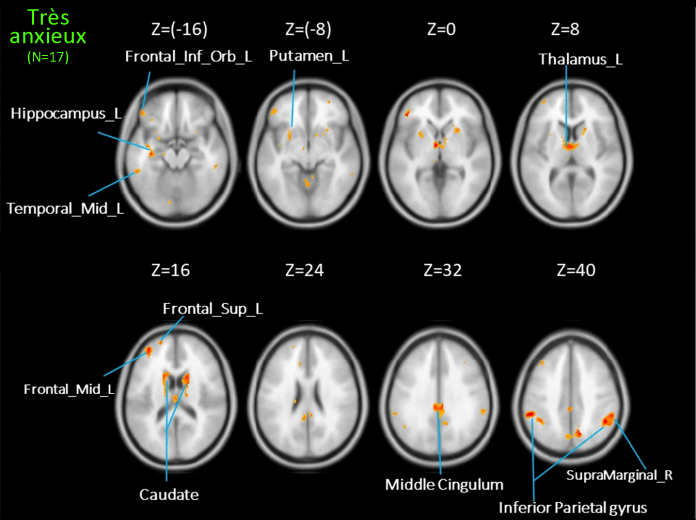 Très
anxieux
(N=17)
Z=(-16)
Z=(-8)
Z=0
Z=8
Frontal_Inf_Orb_L
Putamen_L
Thalamus_L
Hippocampus_L
Temporal_Mid_L
Z=16
Z=24
Z=32
Z=40
Frontal_Sup_L
Frontal_Mid_L
Caudate
Middle Cingulum
SupraMarginal_R
Inferior Parietal gyrus